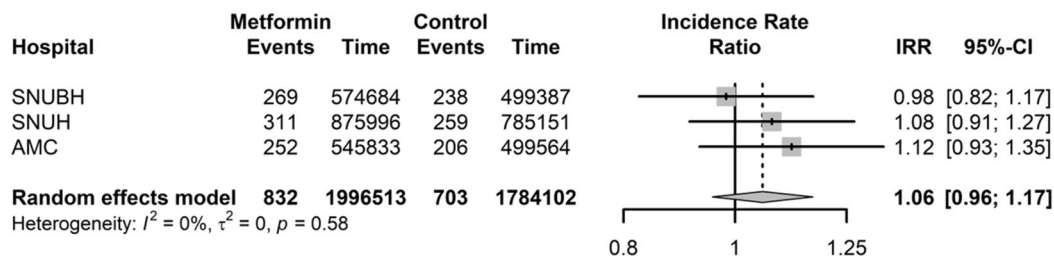 Metformin Control Incidence Rate
Hospital Events Time Events Time Ratio IRR 95%-CI
SNUBH 269 574684 238 499387 0.98 [0.82; 1.17]
SNUH 311 875996 259 785151 1.08 [0.91; 1.27]
AMC 252 545833 206 499564 1.12 [0.93; 1.35]
Random effects model 832 1996513 703 1784102 1.06 [0.96; 1.17]
Heterogeneity: I² = 0%, τ² = 0, p = 0.58
0.8 1 1.25